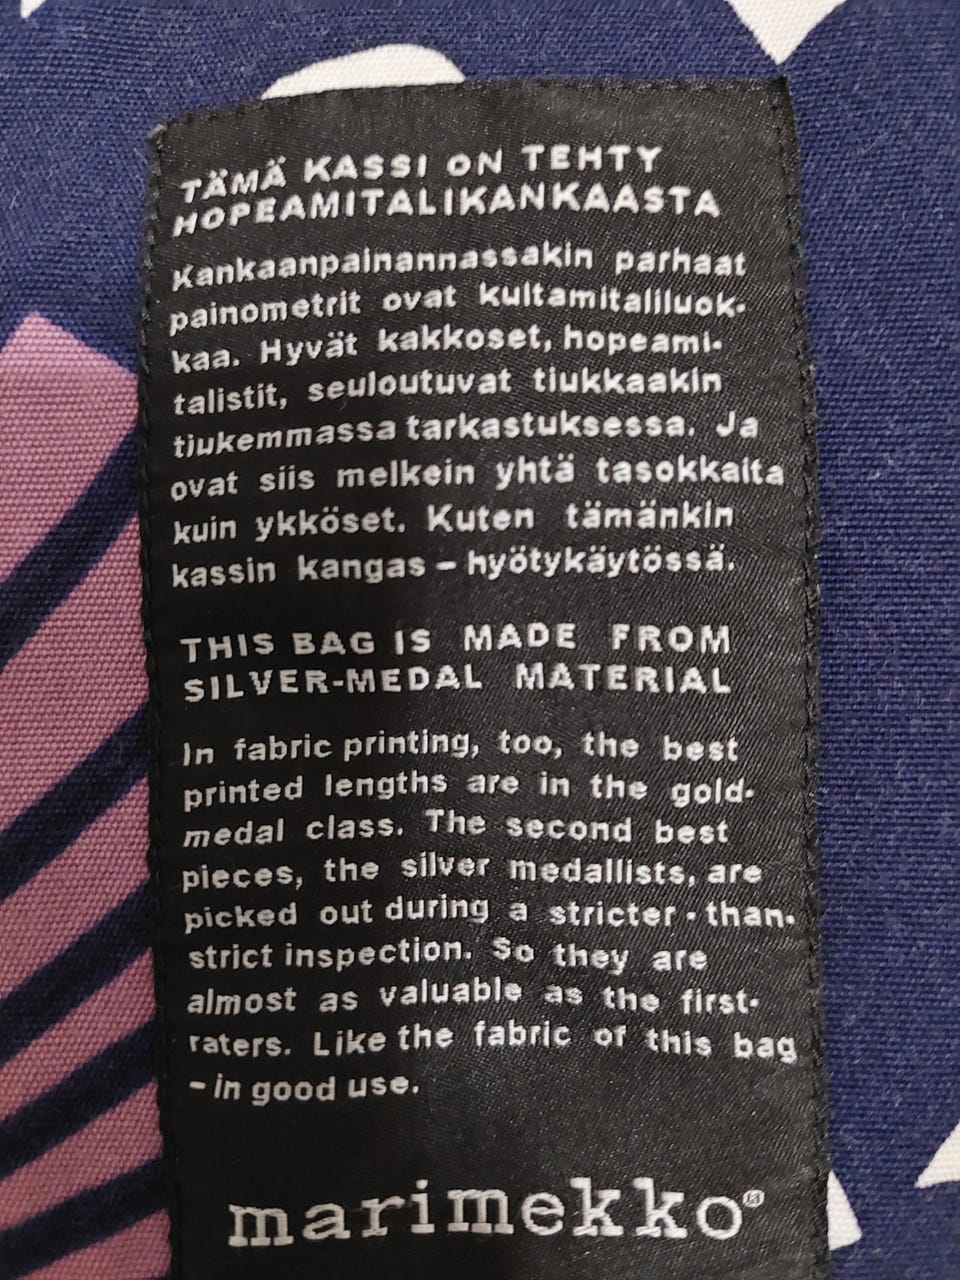 TÄMÄ KASSI ON TEHTY
HOPEAMITALIKANKAASTA
Kankaanpainannassakin parhaat
painometrit ovat kultamitaliluok-
kaa. Hyvät kakkoset, hopeami-
talistit, seuloutuvat tiukkaakin
tiukemmassa tarkastuksessa. Ja
ovat siis melkein yhtä tasokkaita
kuin ykköset. Kuten tämänkin
kassin kangas – hyötykäytössä.
THIS BAG IS MADE FROM
SILVER-MEDAL MATERIAL
In fabric printing, too, the best
printed lengths are in the gold-
medal class. The second best
pieces, the silver medallists, are
picked out during a stricter-than-
strict inspection. So they are
almost as valuable as the first-
raters. Like the fabric of this bag
– in good use.
marimekko®